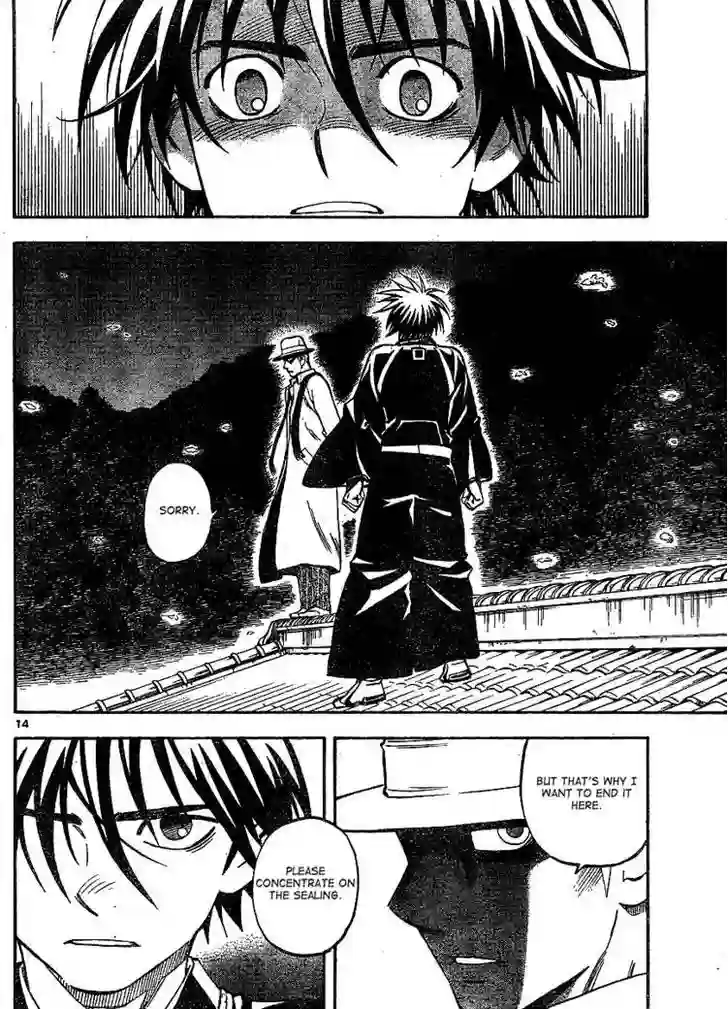 SORRY.
14
BUT THAT'S WHY I
WANT TO END IT
HERE.
PLEASE
CONCENTRATE ON
THE SEALING.